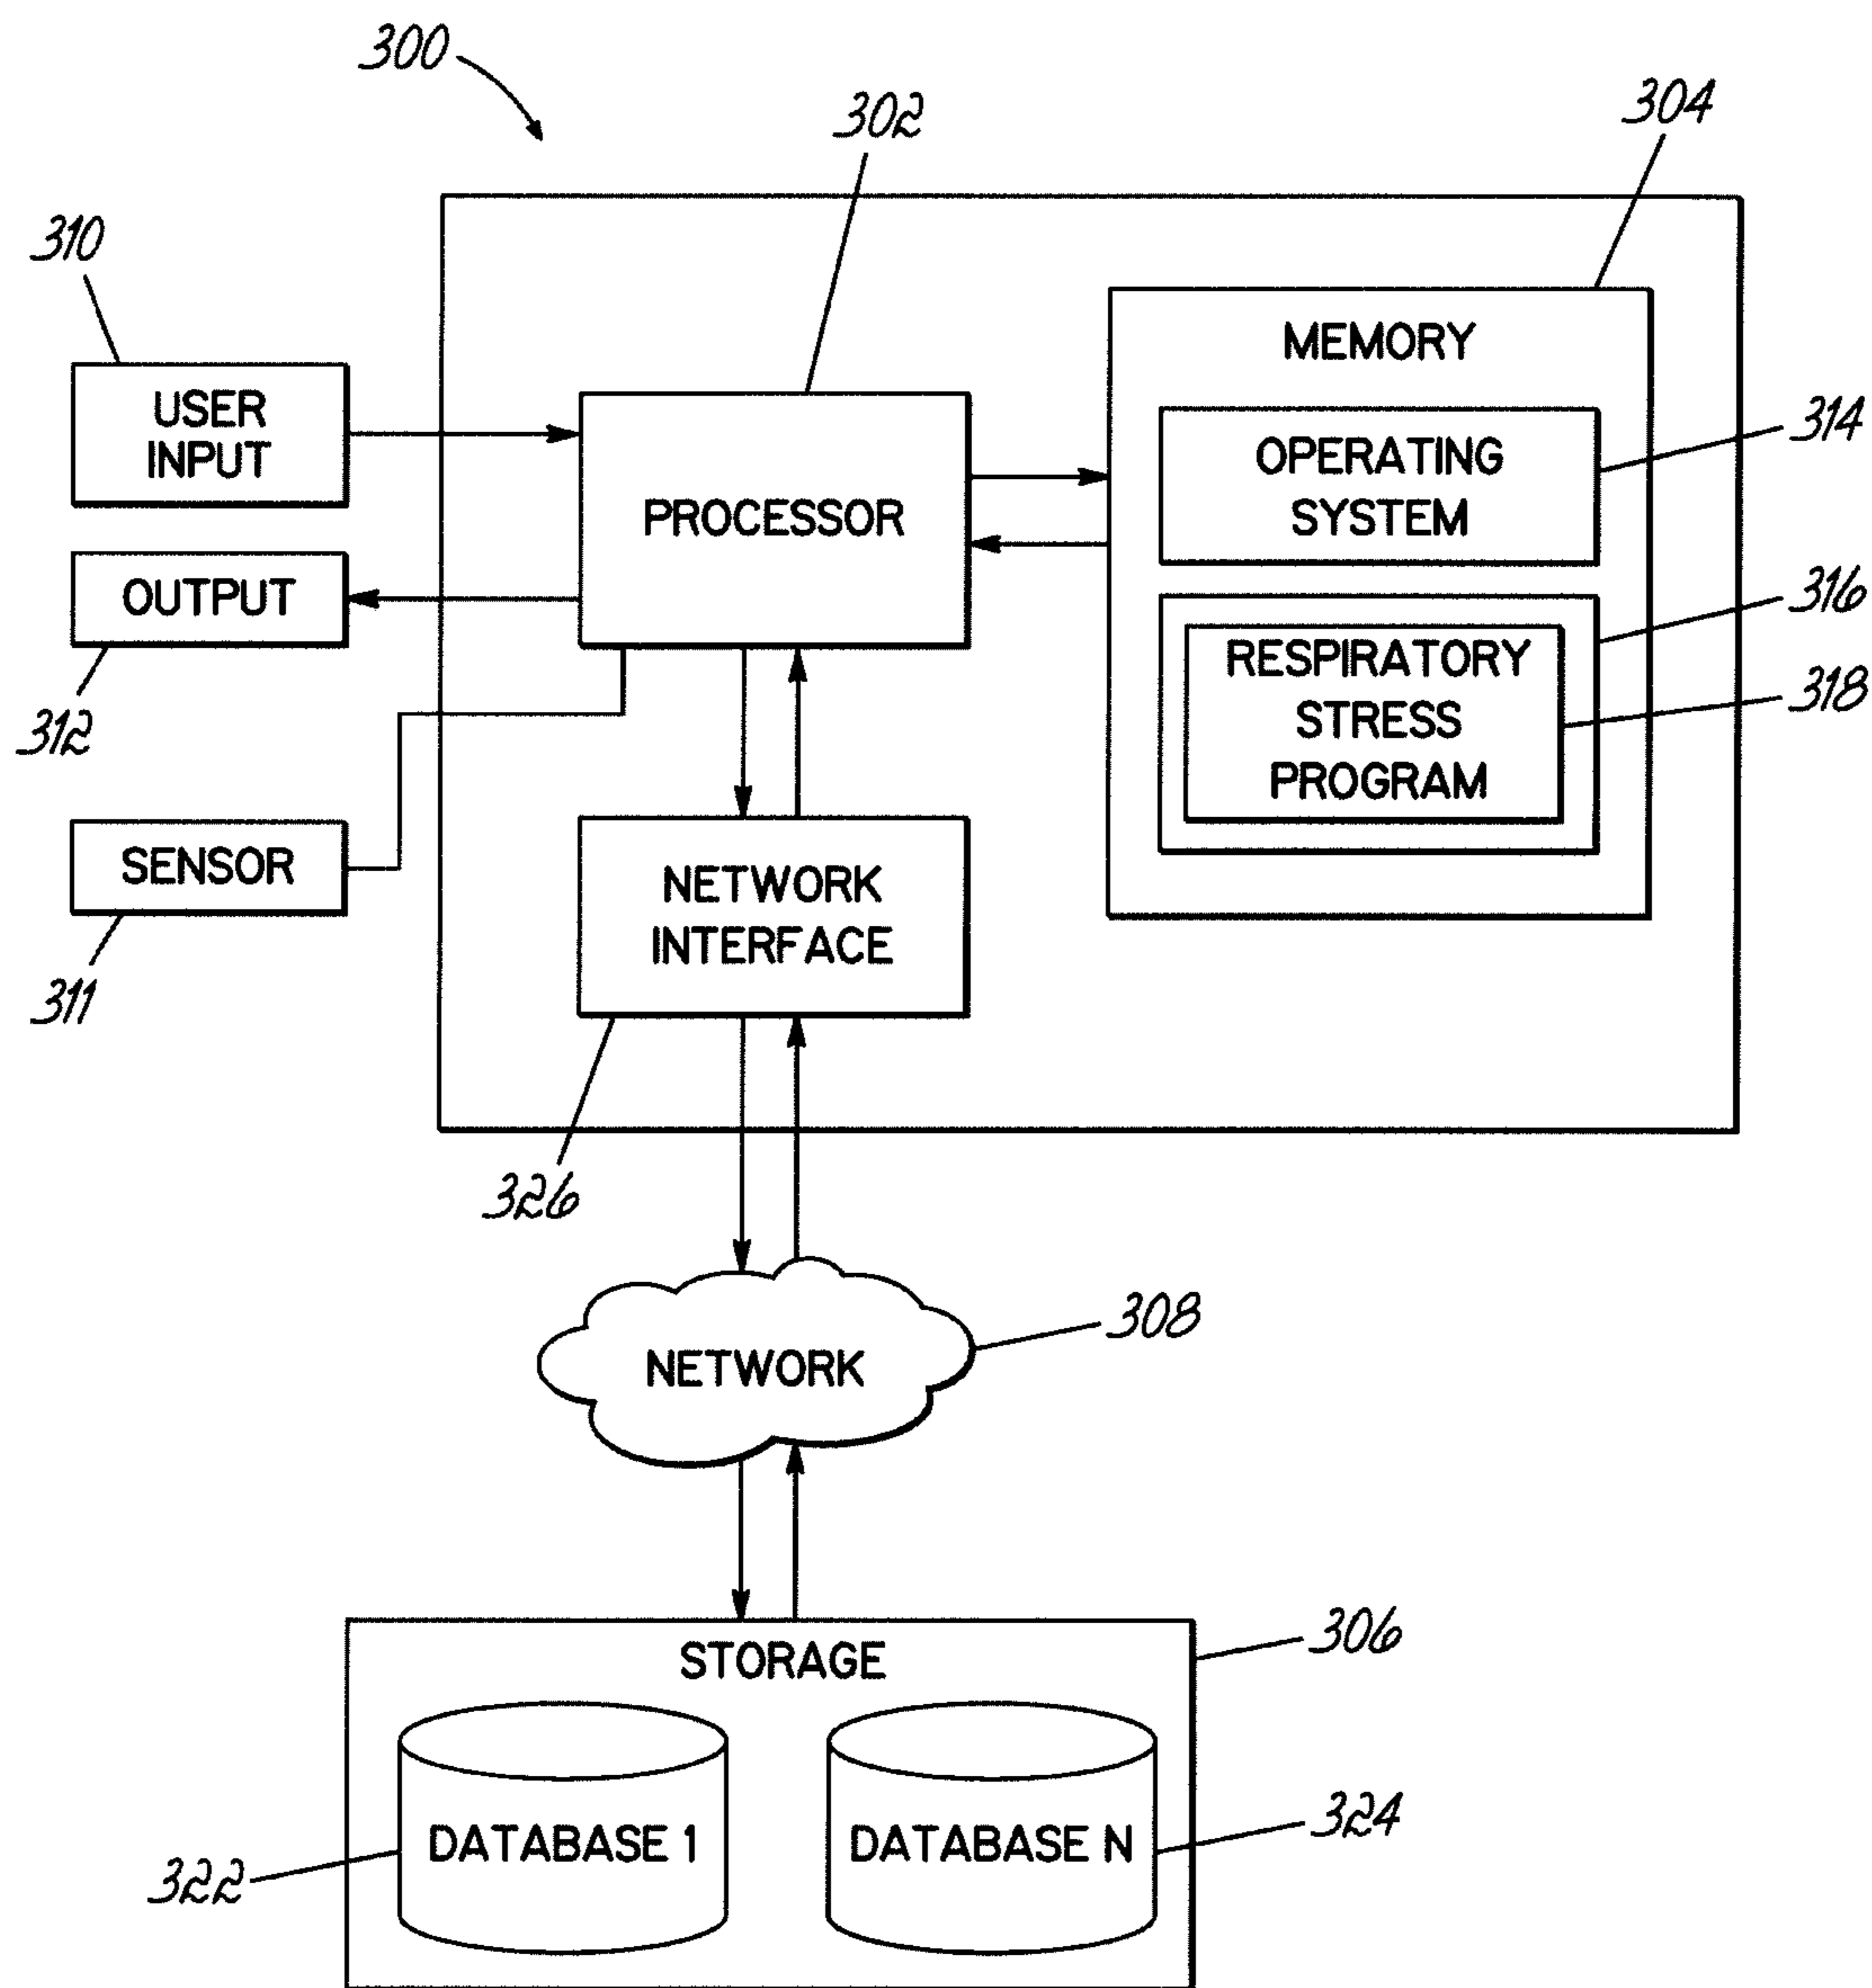 300
302
304
310
USER
INPUT
PROCESSOR
MEMORY
OPERATING
SYSTEM
314
OUTPUT
312
316
RESPIRATORY
STRESS
PROGRAM
318
SENSOR
311
NETWORK
INTERFACE
326
NETWORK
308
STORAGE
306
DATABASE 1
322
DATABASE N
324